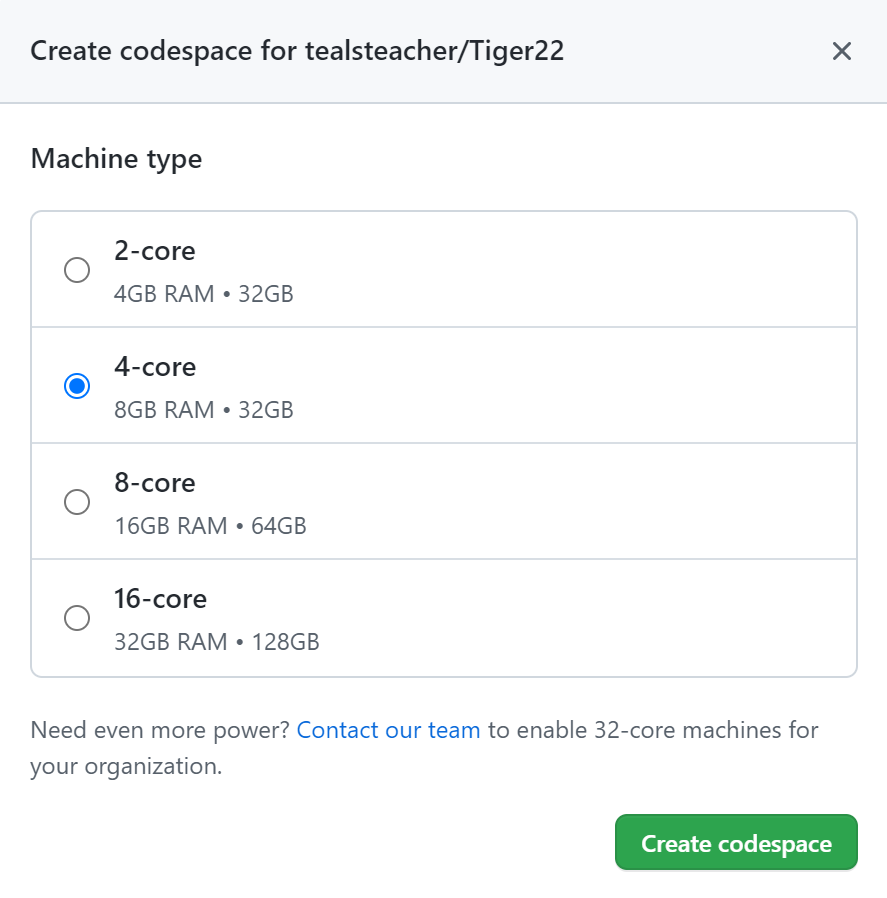 Create codespace for tealsteacher/Tiger22
Machine type
2-core
4GB RAM • 32GB
4-core
8GB RAM • 32GB
8-core
16GB RAM • 64GB
16-core
32GB RAM • 128GB
Need even more power? Contact our team to enable 32-core machines for
your organization.
Create codespace